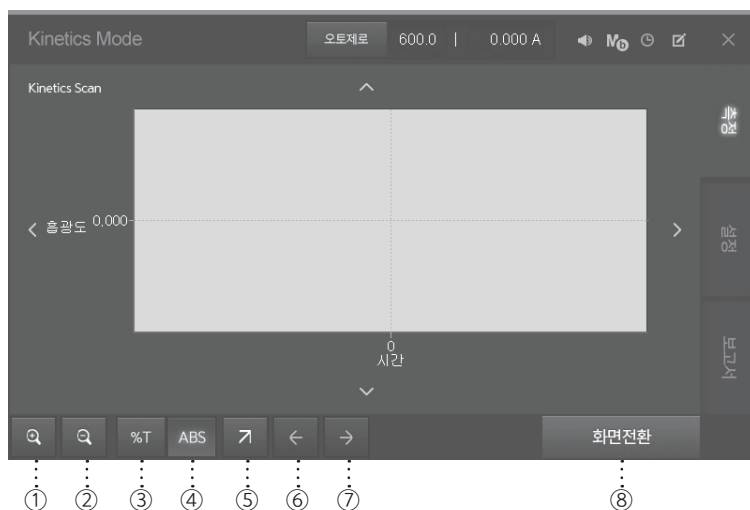 Kinetics Mode
오토제로 600.0 | 0.000 A
Kinetics Scan
측정
흡광도 0,000
설정
0
시간
보고서
%T ABS 화면전환
① ② ③ ④ ⑤ ⑥ ⑦ ⑧